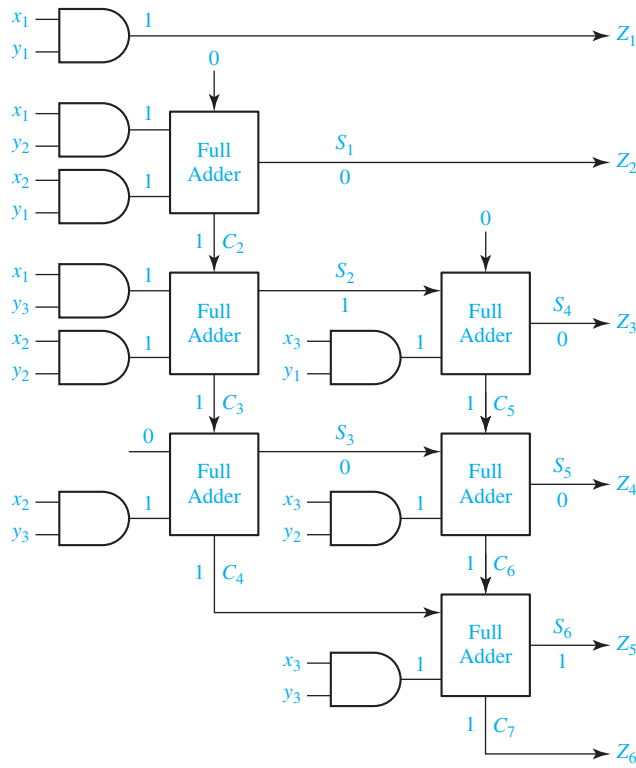 x₁ 1
y₁ Z₁
0
x₁ 1
y₂ Full Adder S₁
x₂ 1 0 Z₂
y₁
1 C₂ 0
x₁ 1 S₂
y₃ Full Adder 1 Full Adder S₄
x₂ 1 x₃ 1 0 Z₃
y₂ y₁
1 C₃ 1 C₅
0 S₃
Full Adder 0 Full Adder S₅
x₂ 1 x₃ 1 0 Z₄
y₃ y₂
1 C₄ 1 C₆
Full Adder S₆
x₃ 1 1 Z₅
y₃
1 C₇
Z₆